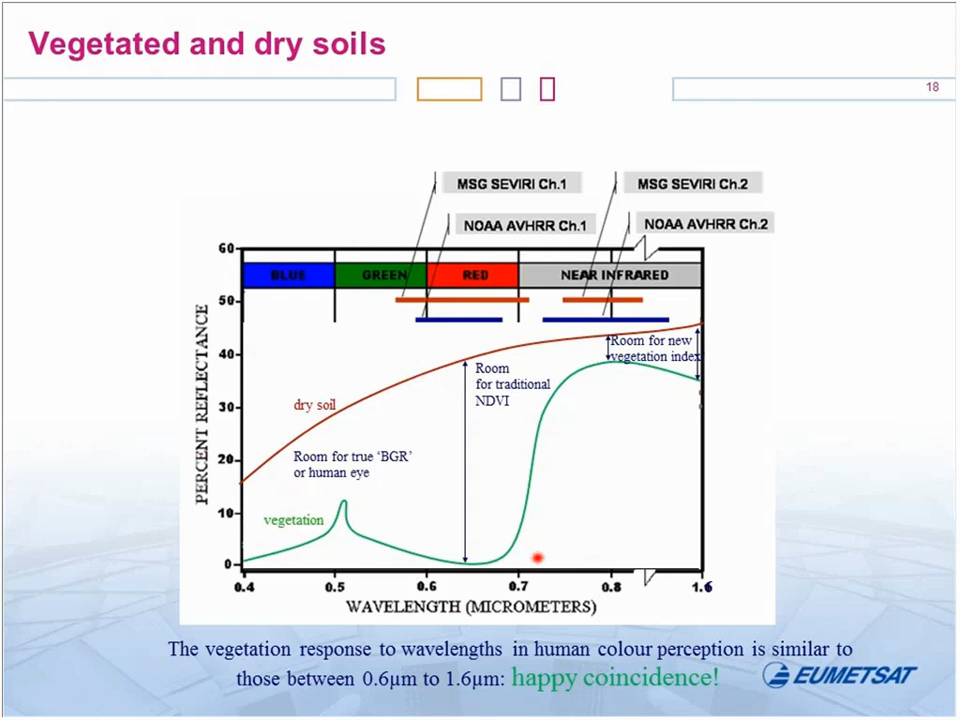 Vegetated and dry soils
18
MSG SEVIRI Ch.1
MSG SEVIRI Ch.2
NOAA AVHRR Ch.1
NOAA AVHRR Ch.2
60
BLUE
GREEN
RED
NEAR INFRARED
50
40
30
20
10
0
PERCENT REFLECTANCE
Room for new
vegetation index
Room
for traditional
NDVI
dry soil
Room for true ‘BGR’
or human eye
vegetation
0.4
0.5
0.6
0.7
0.8
1.6
WAVELENGTH (MICROMETERS)
The vegetation response to wavelengths in human colour perception is similar to
those between 0.6µm to 1.6µm: happy coincidence!
EUMETSAT